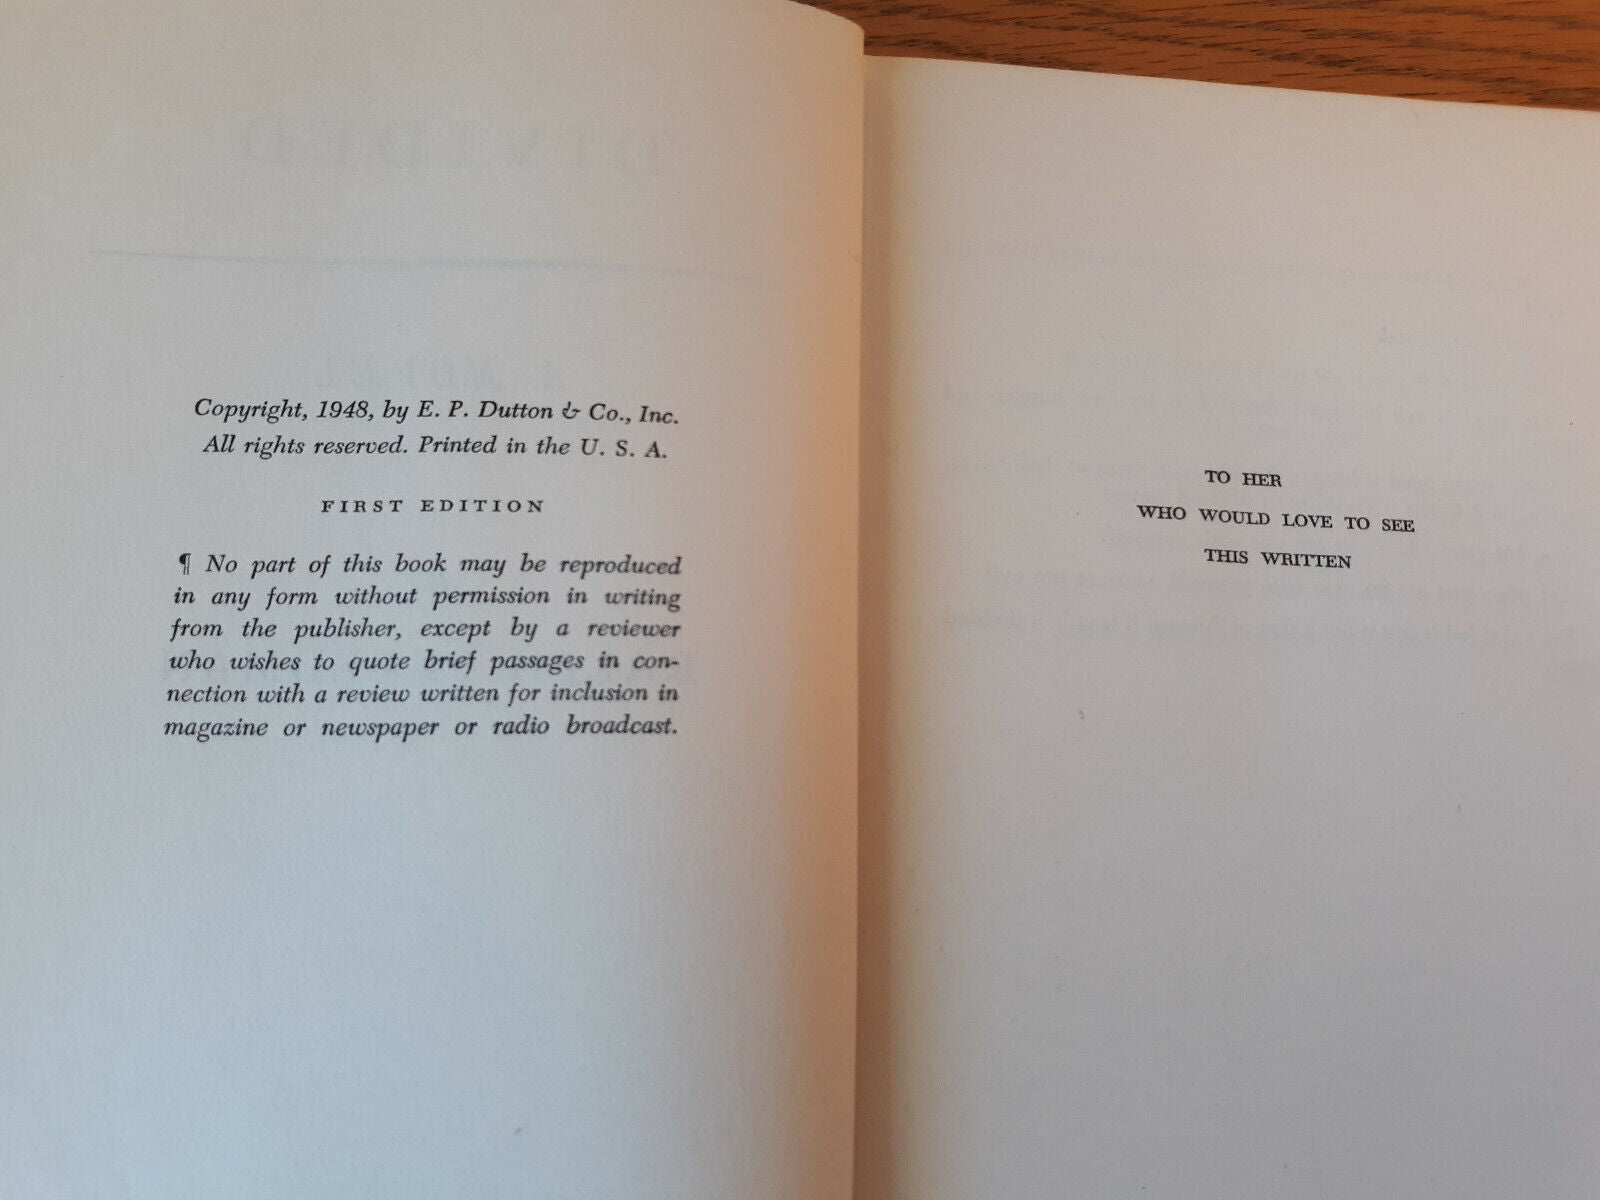 Copyright, 1948, by E. P. Dutton & Co., Inc.
All rights reserved. Printed in the U. S. A.
FIRST EDITION
¶ No part of this book may be reproduced
in any form without permission in writing
from the publisher, except by a reviewer
who wishes to quote brief passages in con-
nection with a review written for inclusion in
magazine or newspaper or radio broadcast.
TO HER
WHO WOULD LOVE TO SEE
THIS WRITTEN